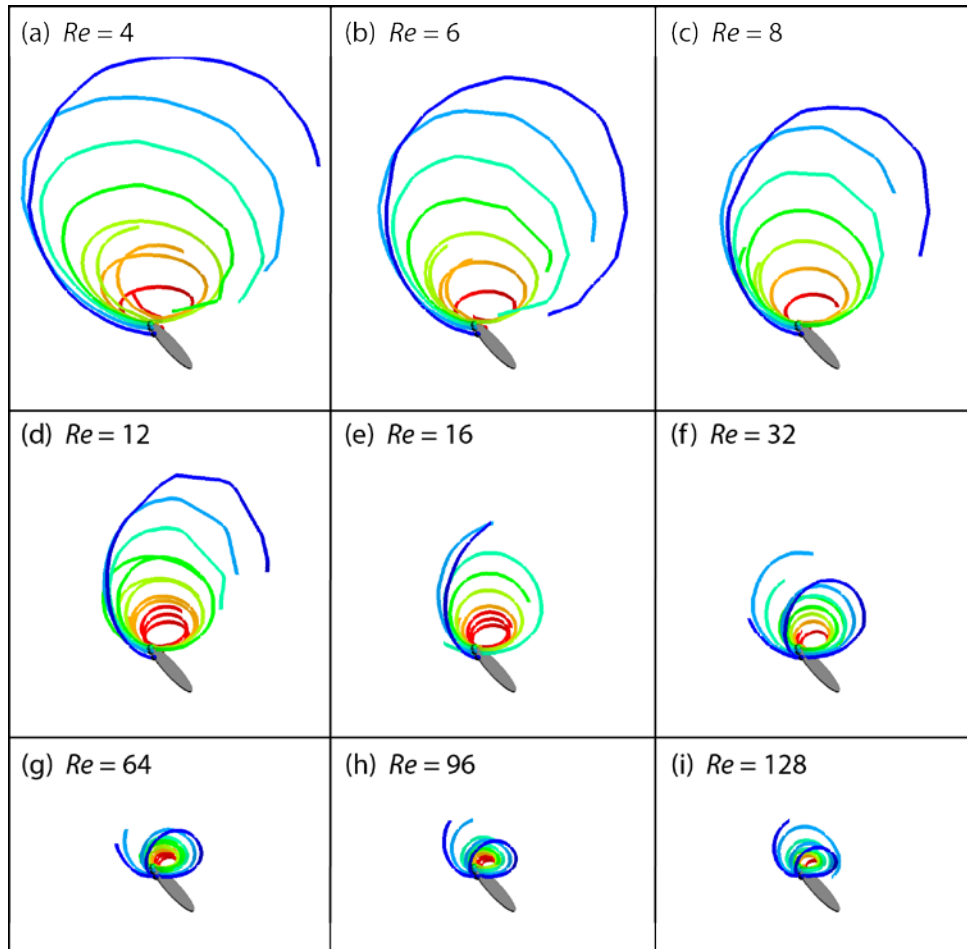 (a) Re = 4
(b) Re = 6
(c) Re = 8
(d) Re = 12
(e) Re = 16
(f) Re = 32
(g) Re = 64
(h) Re = 96
(i) Re = 128